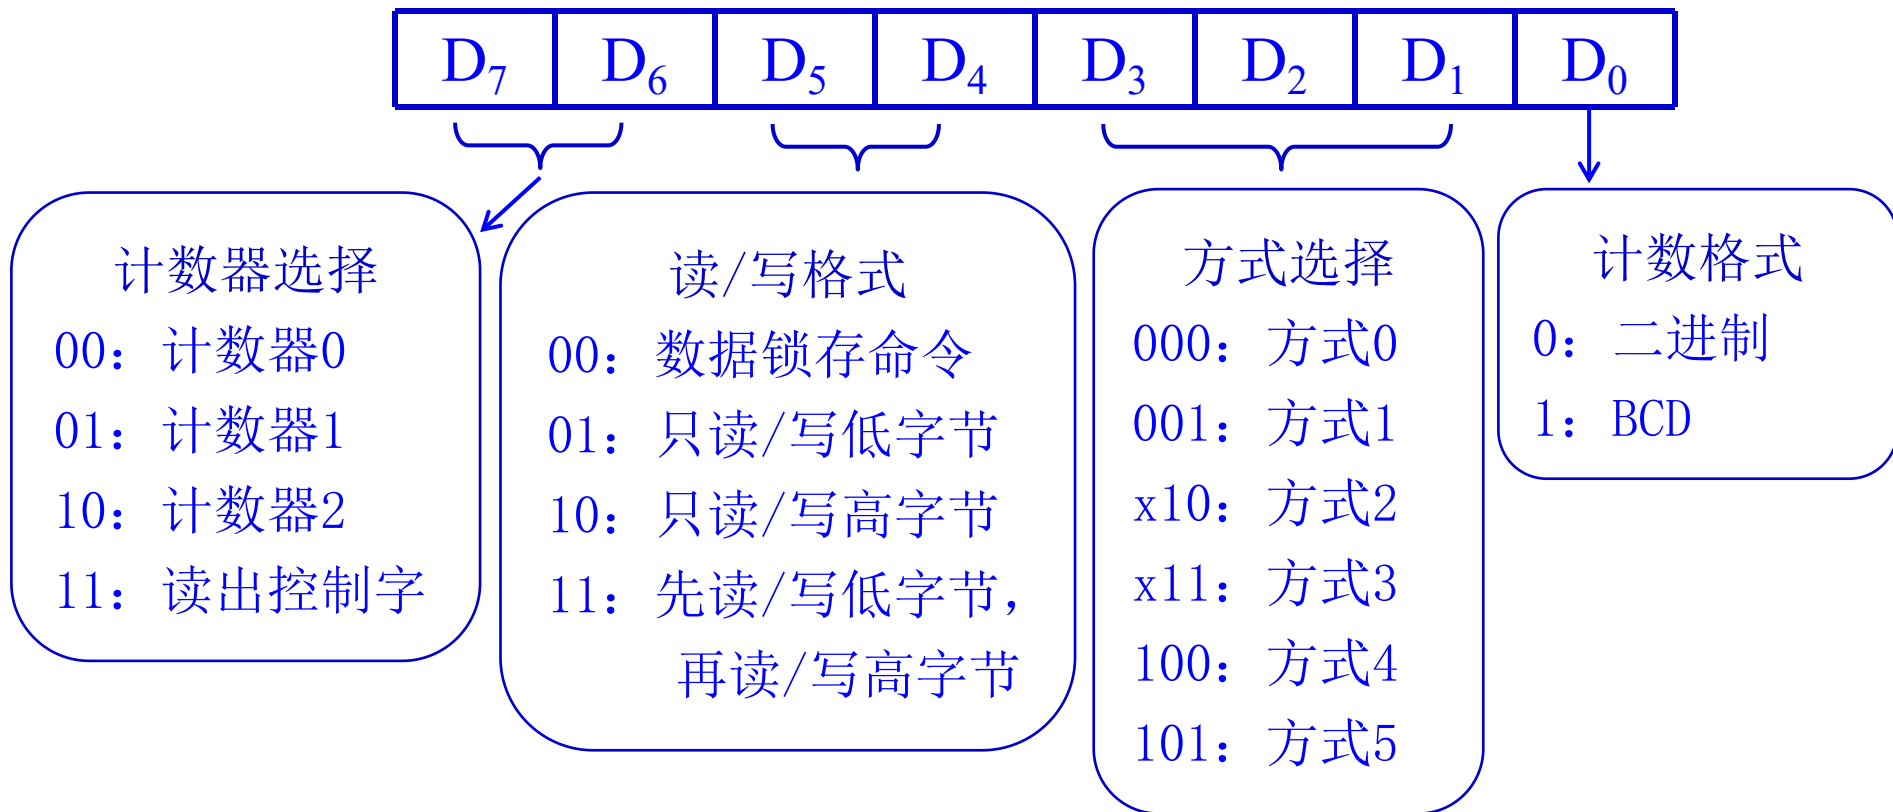 D7 D6 D5 D4 D3 D2 D1 D0
计数器选择
00：计数器0
01：计数器1
10：计数器2
11：读出控制字
读/写格式
00：数据锁存命令
01：只读/写低字节
10：只读/写高字节
11：先读/写低字节，
再读/写高字节
方式选择
000：方式0
001：方式1
x10：方式2
x11：方式3
100：方式4
101：方式5
计数格式
0：二进制
1：BCD